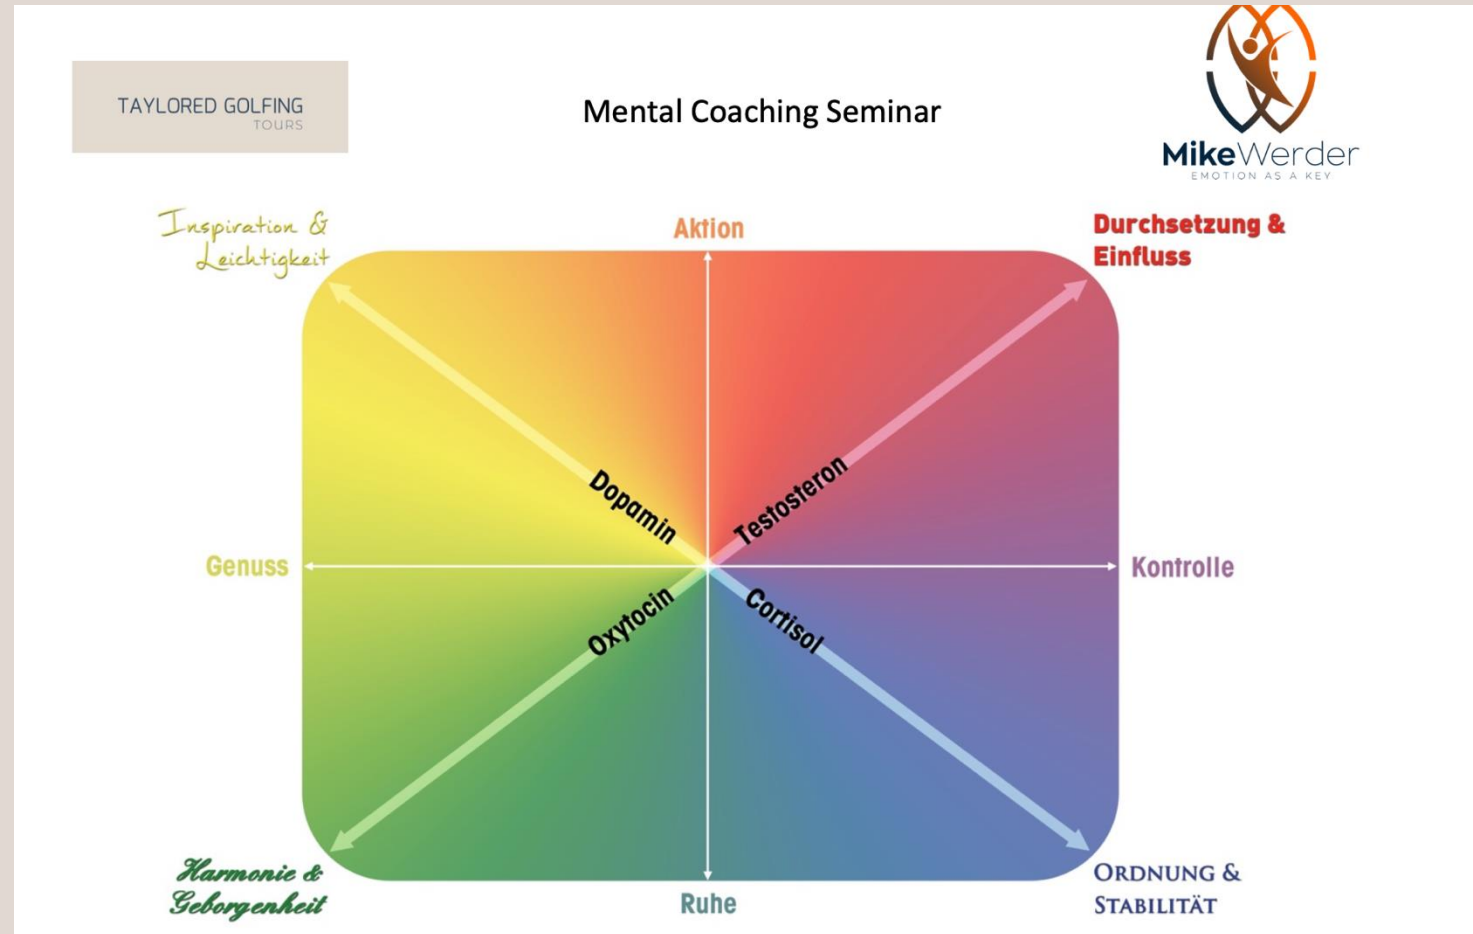 TAYLORED GOLFING
TOURS
Mental Coaching Seminar
MikeWerder
EMOTION AS A KEY
Inspiration &
Leichtigkeit
Aktion
Durchsetzung &
Einfluss
Dopamin
Testosteron
Genuss
Kontrolle
Oxytocin
Cortisol
Harmonie &
Geborgenheit
Ruhe
ORDNUNG &
STABILITÄT